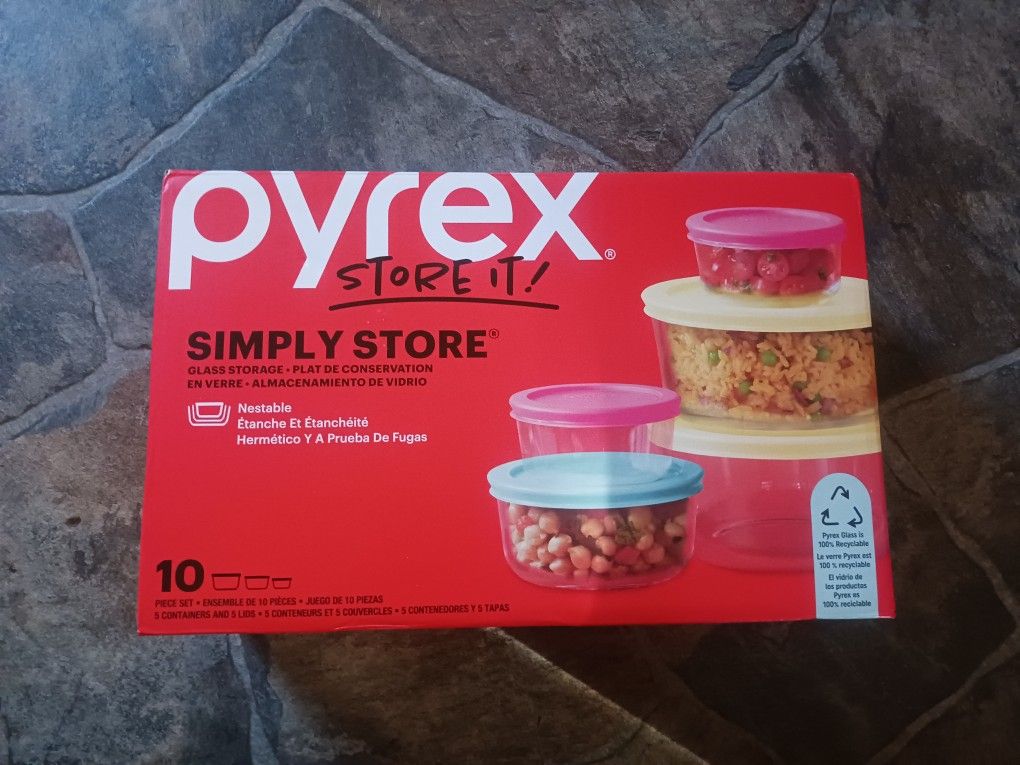 pyrex®
STORE IT!
SIMPLY STORE®
GLASS STORAGE • PLAT DE CONSERVATION
EN VERRE • ALMACENAMIENTO DE VIDRIO
Nestable
Étanche Et Étanchéité
Hermético Y A Prueba De Fugas
10
PIECE SET • ENSEMBLE DE 10 PIÈCES • JUEGO DE 10 PIEZAS
5 CONTAINERS AND 5 LIDS • 5 CONTENEURS ET 5 COUVERCLES • 5 CONTENEDORES Y 5 TAPAS
Pyrex Glass is
100% Recyclable
Le verre Pyrex est
100 % recyclable
El vidrio de
los productos
Pyrex es
100% reciclable